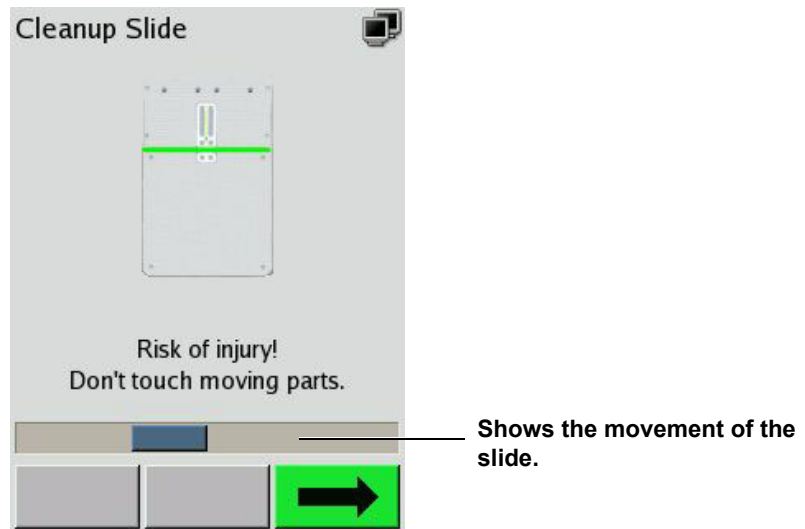 Cleanup Slide
Risk of injury!
Don't touch moving parts.
Shows the movement of the
slide.